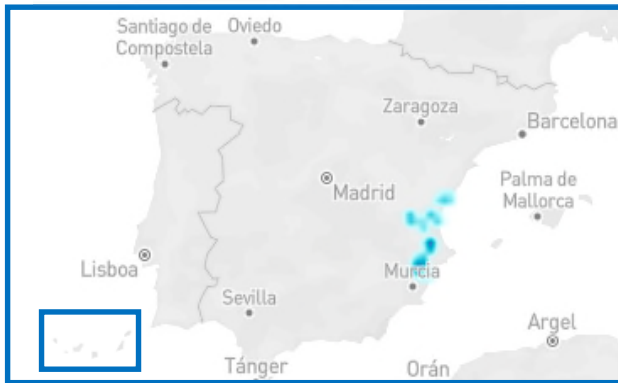 Santiago de
Compostela
Oviedo
Zaragoza
Barcelona
Madrid
Palma de
Mallorca
Lisboa
Murcia
Sevilla
Argel
Tánger
Orán